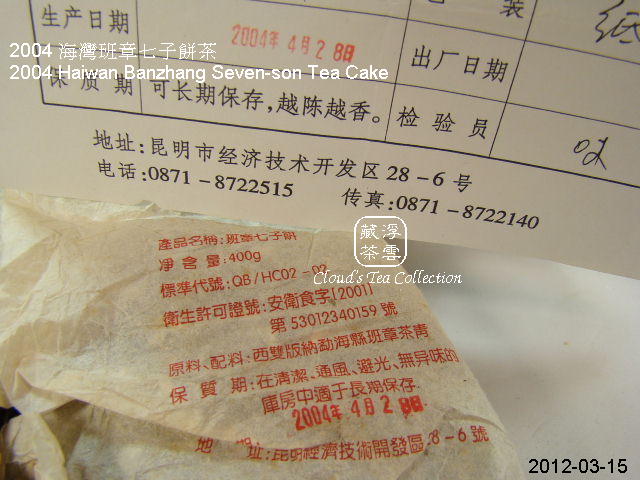 生产日期 2004年4月28日
包装 纸
出厂日期
2004 海灣班章七子餅茶
2004 Haiwan Banzhang Seven-son Tea Cake
保质期 可长期保存，越陈越香。 检验员 02
地址：昆明市经济技术开发区28-6号
电话：0871-8722515 传真：0871-8722140
藏浮
茶雲
Cloud's Tea Collection
產品名稱：班章七子餅
净含量：400g
標準代號：QB/HC02-02
衛生許可證號：安衛食字[2001]
第53012340159號
原料、配料：西雙版納勐海縣班章茶青
保質期：在清潔、通風、避光、無异味的
庫房中適于長期保存
2004年4月28
地址：昆明經濟技術開發區28-6號
2012-03-15